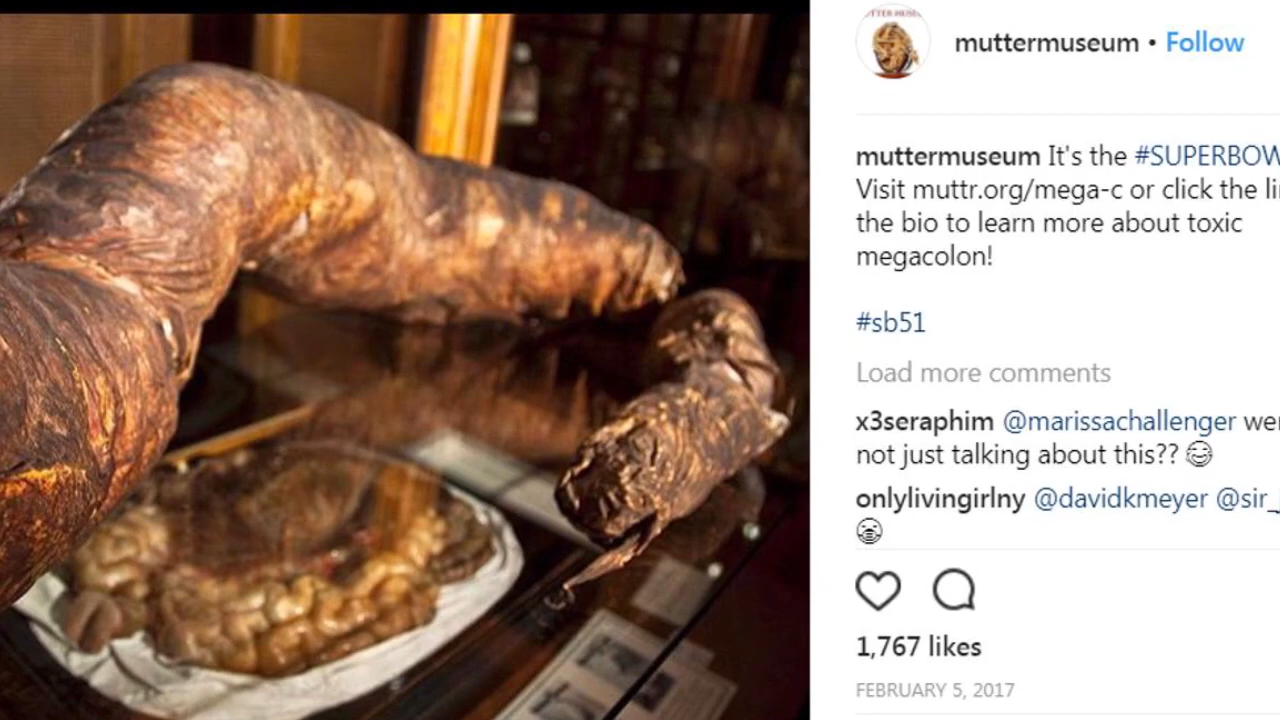 muttermuseum • Follow
muttermuseum It's the #SUPERBOW
Visit muttr.org/mega-c or click the li
the bio to learn more about toxic
megacolon!
#sb51
Load more comments
x3seraphim @marissachallenger wer
not just talking about this?? 😂
onlylivingirlny @davidkmeyer @sir_
😭
1,767 likes
FEBRUARY 5, 2017